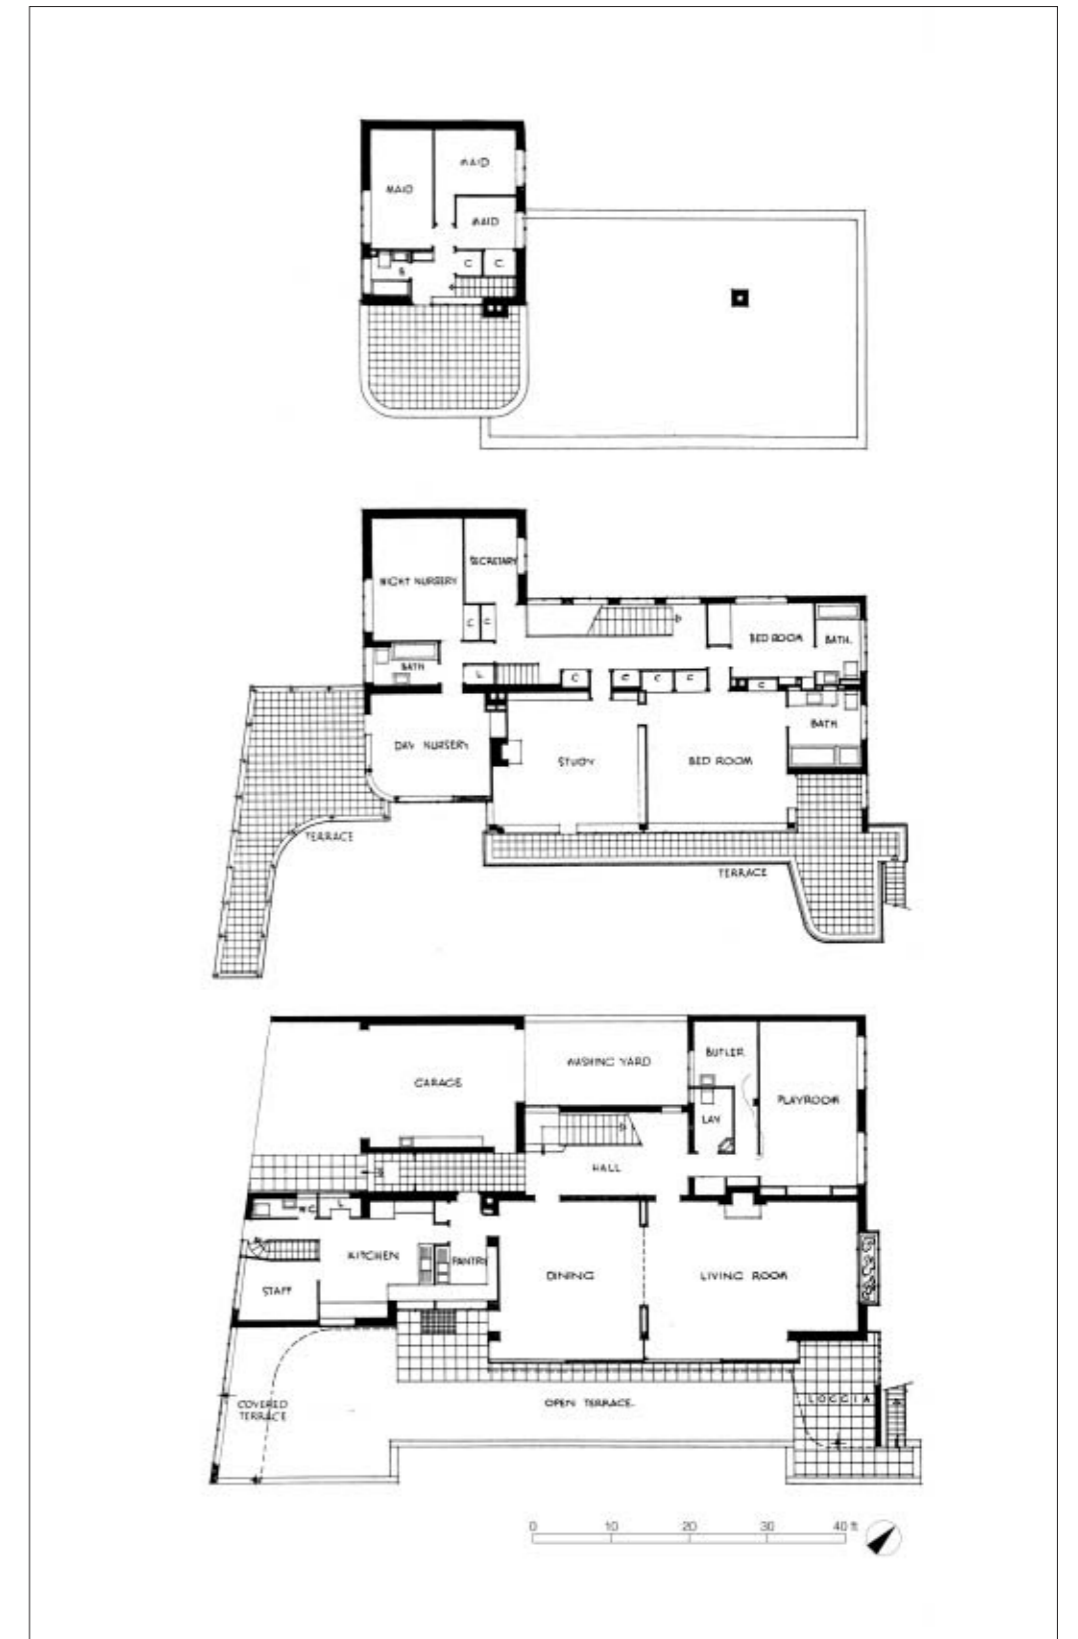 MAID
MAID
MAID
B
C
C
NIGHT NURSERY
SECRETARY
C
C
BED ROOM
BATH.
BATH
L
C
C
C
C
C
DAY NURSERY
STUDY
BED ROOM
BATH
TERRACE
TERRACE
GARAGE
WASHING YARD
BUTLER
PLAYROOM
LAV
HALL
W.C.
L
KITCHEN
PANTRY
DINING
LIVING ROOM
STAFF
COVERED
TERRACE
OPEN TERRACE.
LOGGIA
0 10 20 30 40 ft